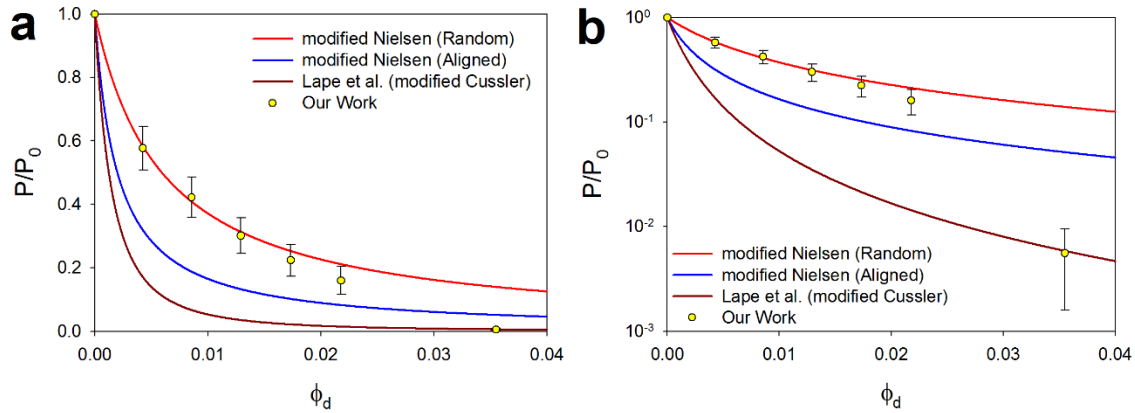 a
P/P₀
1.0
0.8
0.6
0.4
0.2
0.0
modified Nielsen (Random)
modified Nielsen (Aligned)
Lape et al. (modified Cussler)
Our Work
0.00 0.01 0.02 0.03 0.04
ϕd
b
P/P₀
10⁰
10⁻¹
10⁻²
10⁻³
modified Nielsen (Random)
modified Nielsen (Aligned)
Lape et al. (modified Cussler)
Our Work
0.00 0.01 0.02 0.03 0.04
ϕd